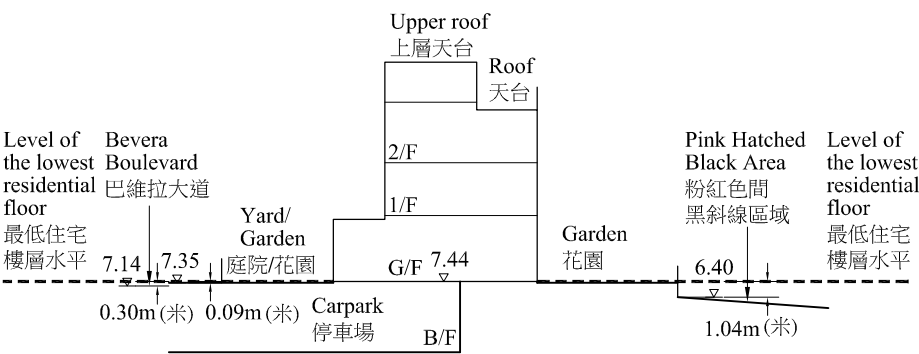 Upper roof
上層天台
Roof
天台
Level of
the lowest
residential
floor
最低住宅
樓層水平
Bevera
Boulevard
巴維拉大道
Yard/
Garden
庭院/花園
2/F
1/F
G/F
7.44
7.14
7.35
0.30m(米)
0.09m(米)
Carpark
停車場
B/F
Garden
花園
Pink Hatched
Black Area
粉紅色間
黑斜線區域
6.40
1.04m(米)
Level of
the lowest
residential
floor
最低住宅
樓層水平